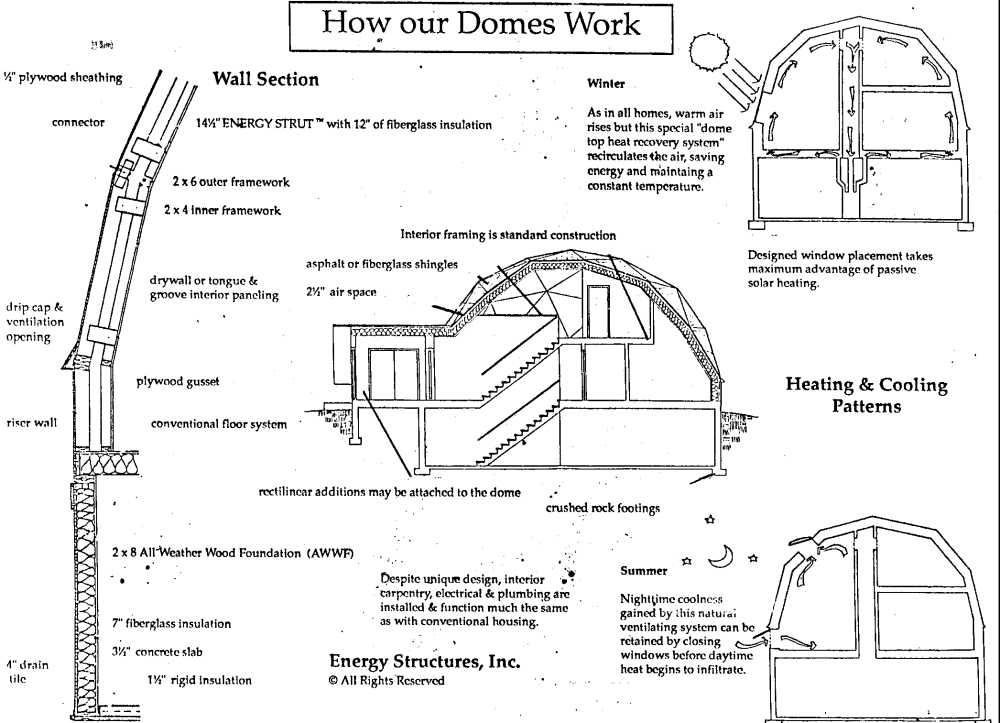 How our Domes Work
½" plywood sheathing
Wall Section
connector
14½" ENERGY STRUT™ with 12" of fiberglass insulation
2 x 6 outer framework
2 x 4 inner framework
drywall or tongue &
groove interior paneling
drip cap &
ventilation
opening
plywood gusset
riser wall
conventional floor system
2 x 8 All Weather Wood Foundation (AWWF)
7" fiberglass insulation
3½" concrete slab
4" drain
tile
1½" rigid insulation
Interior framing is standard construction
asphalt or fiberglass shingles
2½" air space
rectilinear additions may be attached to the dome
crushed rock footings
Despite unique design, interior
carpentry, electrical & plumbing are
installed & function much the same
as with conventional housing.
Energy Structures, Inc.
© All Rights Reserved
Winter
As in all homes, warm air
rises but this special "dome
top heat recovery system"
recirculates the air, saving
energy and maintaing a
constant temperature.
Designed window placement takes
maximum advantage of passive
solar heating.
Heating & Cooling
Patterns
Summer
Nighttime coolness
gained by this natural
ventilating system can be
retained by closing
windows before daytime
heat begins to infiltrate.